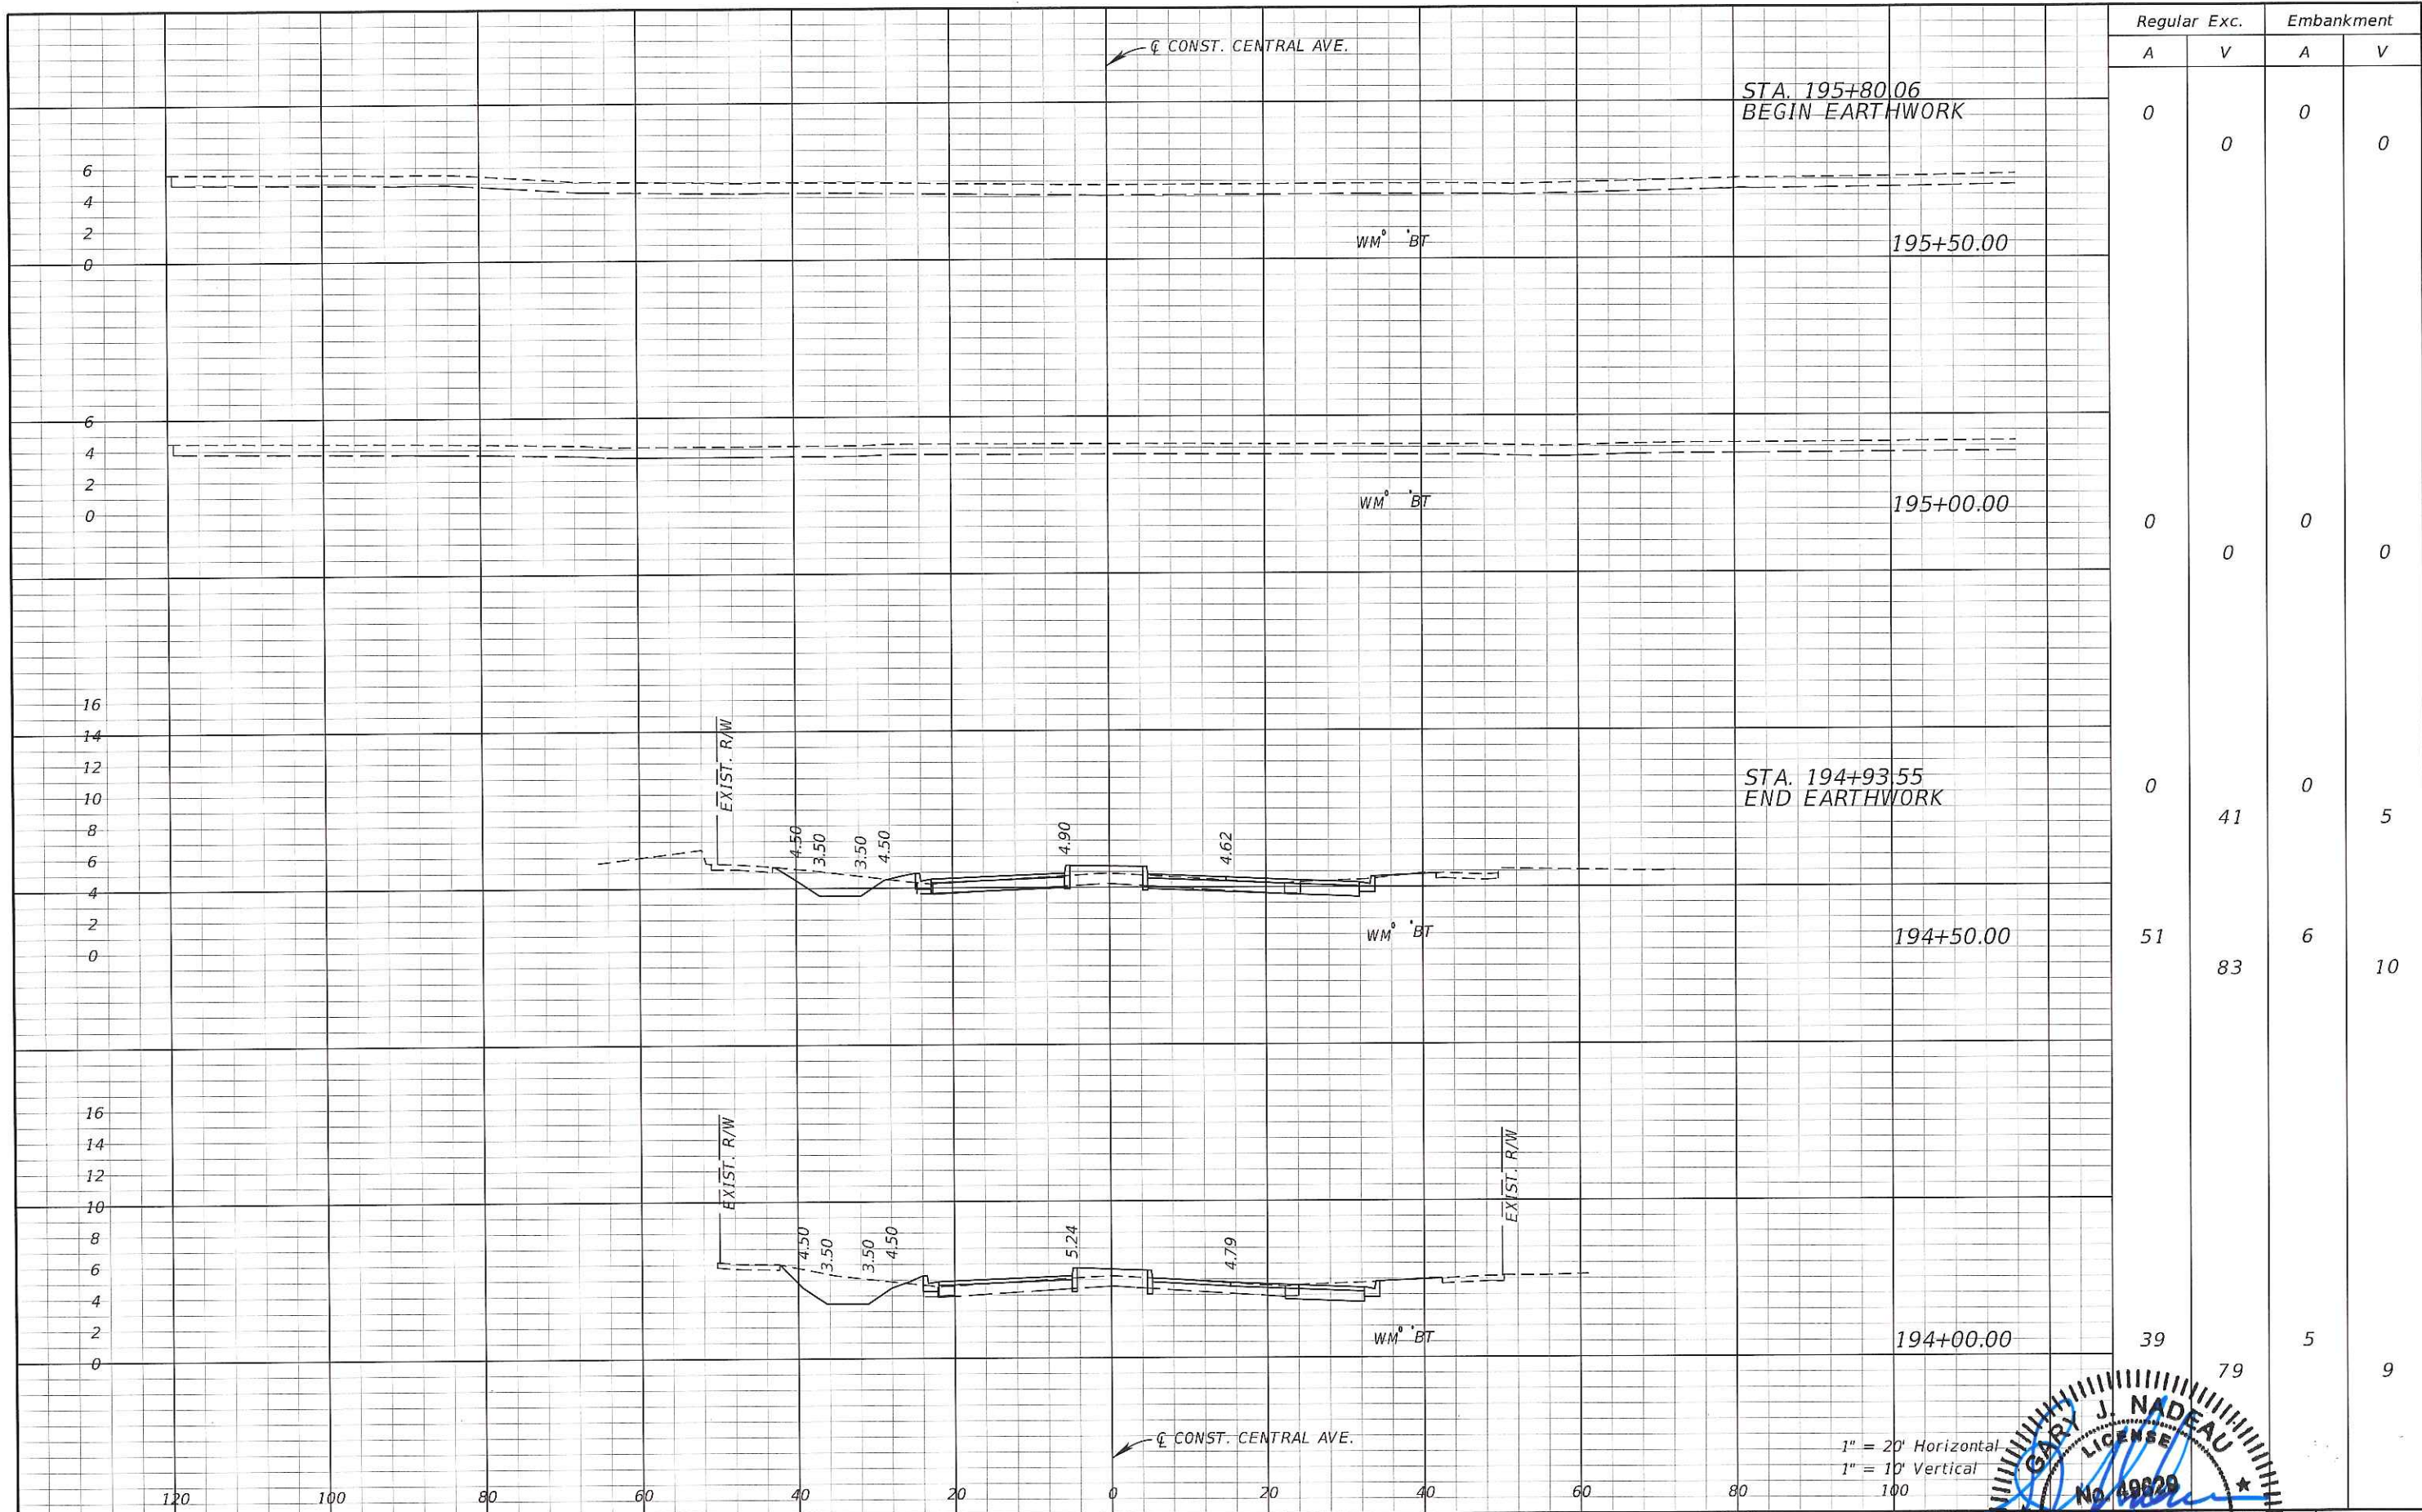 Regular Exc. Embankment
A V A V
℄ CONST. CENTRAL AVE.
STA. 195+80.06
BEGIN EARTHWORK
0 0
0 0
6
4
2
0
WM BT
195+50.00
6
4
2
0
WM BT
195+00.00
0 0
0 0
16
14
12
10
8
6
4
2
0
EXIST. R/W
4.50
3.50
3.50
4.50
4.90
4.62
STA. 194+93.55
END EARTHWORK
0 0
41 5
WM BT
194+50.00
51 6
83 10
16
14
12
10
8
6
4
2
0
EXIST. R/W
4.50
3.50
3.50
4.50
5.24
4.79
EXIST. R/W
WM BT
194+00.00
39 5
79 9
℄ CONST. CENTRAL AVE.
1" = 20' Horizontal
1" = 10' Vertical
GARY J. NADEAU
LICENSE
No. 49629
120 100 80 60 40 20 0 20 40 60 80 100